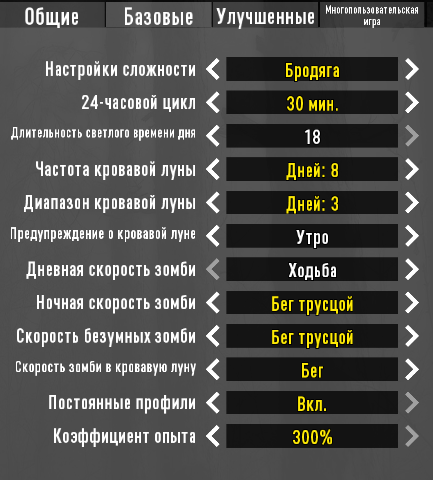 Общие Базовые Улучшенные Многопользовательская
игра
Настройки сложности Бродяга
24-часовой цикл 30 мин.
Длительность светлого времени дня 18
Частота кровавой луны Дней: 8
Диапазон кровавой луны Дней: 3
Предупреждение о кровавой луне Утро
Дневная скорость зомби Ходьба
Ночная скорость зомби Бег трусцой
Скорость безумных зомби Бег трусцой
Скорость зомби в кровавую луну Бег
Постоянные профили Вкл.
Коэффициент опыта 300%